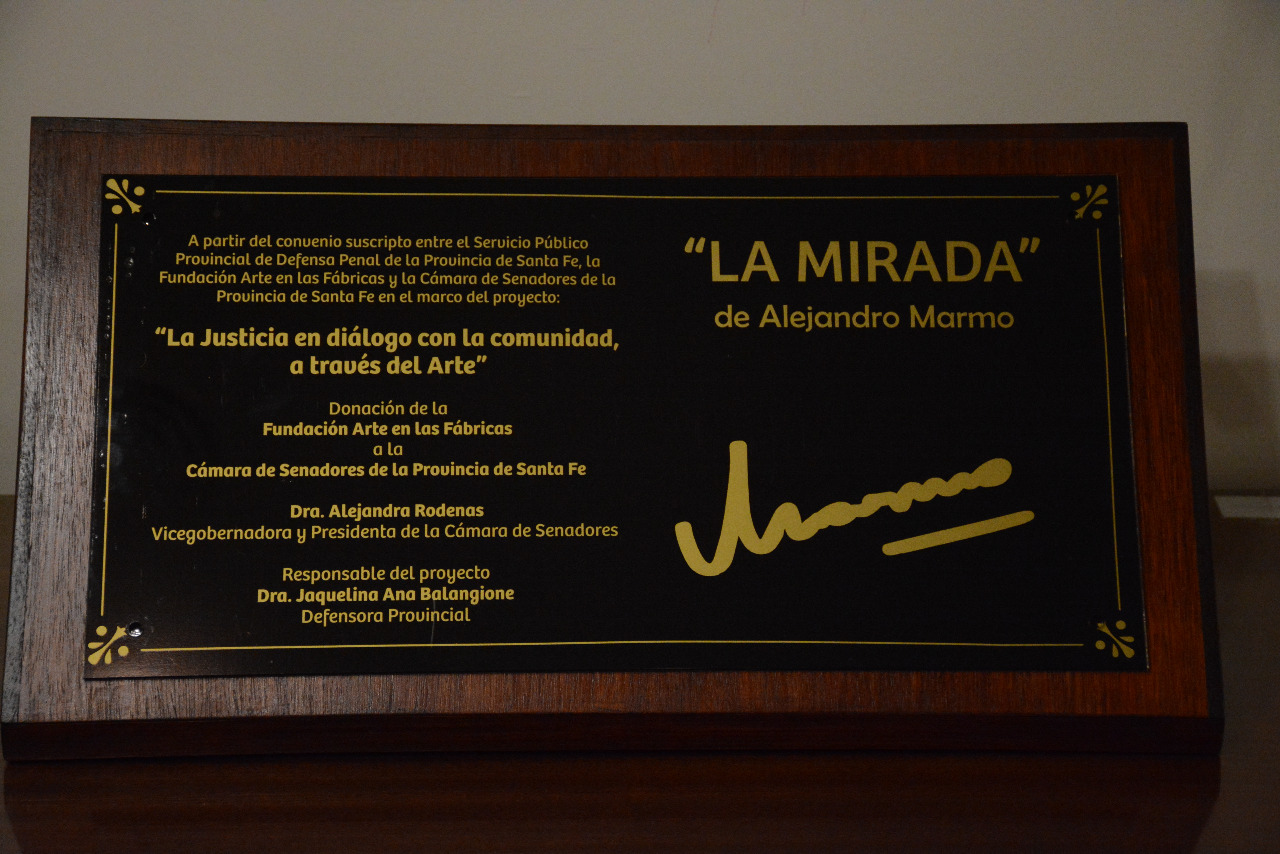 A partir del convenio suscripto entre el Servicio Público
Provincial de Defensa Penal de la Provincia de Santa Fe, la
Fundación Arte en las Fábricas y la Cámara de Senadores de la
Provincia de Santa Fe en el marco del proyecto:
“La Justicia en diálogo con la comunidad,
a través del Arte”
Donación de la
Fundación Arte en las Fábricas
a la
Cámara de Senadores de la Provincia de Santa Fe
Dra. Alejandra Rodenas
Vicegobernadora y Presidenta de la Cámara de Senadores
Responsable del proyecto
Dra. Jaquelina Ana Balangione
Defensora Provincial
“LA MIRADA”
de Alejandro Marmo
Marmo